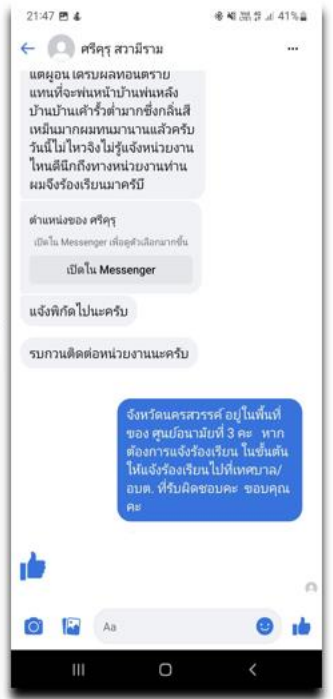 21:47
41%
ศรีคุรุ สวามีราม
แต่ผู้อื่นได้รับผลที่อันตราย
แทนที่จะพ่นหน้าบ้านพ่นหลัง
บ้านบ้านเค้ารั้วต่ำมากซึ่งกลิ่นสี
เหม็นมากผมทนมานานแล้วครับ
วันนี้ไม่ไหวจิงไม่รู้แจ้งหน่วยงาน
ไหนดีนึกถึงทางหน่วยงานท่าน
ผมจึงร้องเรียนมาครับี
ตำแหน่งของ ศรีคุรุ
เปิดใน Messenger เพื่อดูตัวเลือกมากขึ้น
เปิดใน Messenger
แจ้งพิกัดไปนะครับ
รบกวนติดต่อหน่วยงานนะครับ
จังหวัดนครสวรรค์ อยู่ในพื้นที่
ของ ศูนย์อนามัยที่ 3 คะ หาก
ต้องการแจ้งร้องเรียน ในขั้นต้น
ให้แจ้งร้องเรียนไปที่เทศบาล/
อบต. ที่รับผิดชอบคะ ขอบคุณ
คะ
Aa